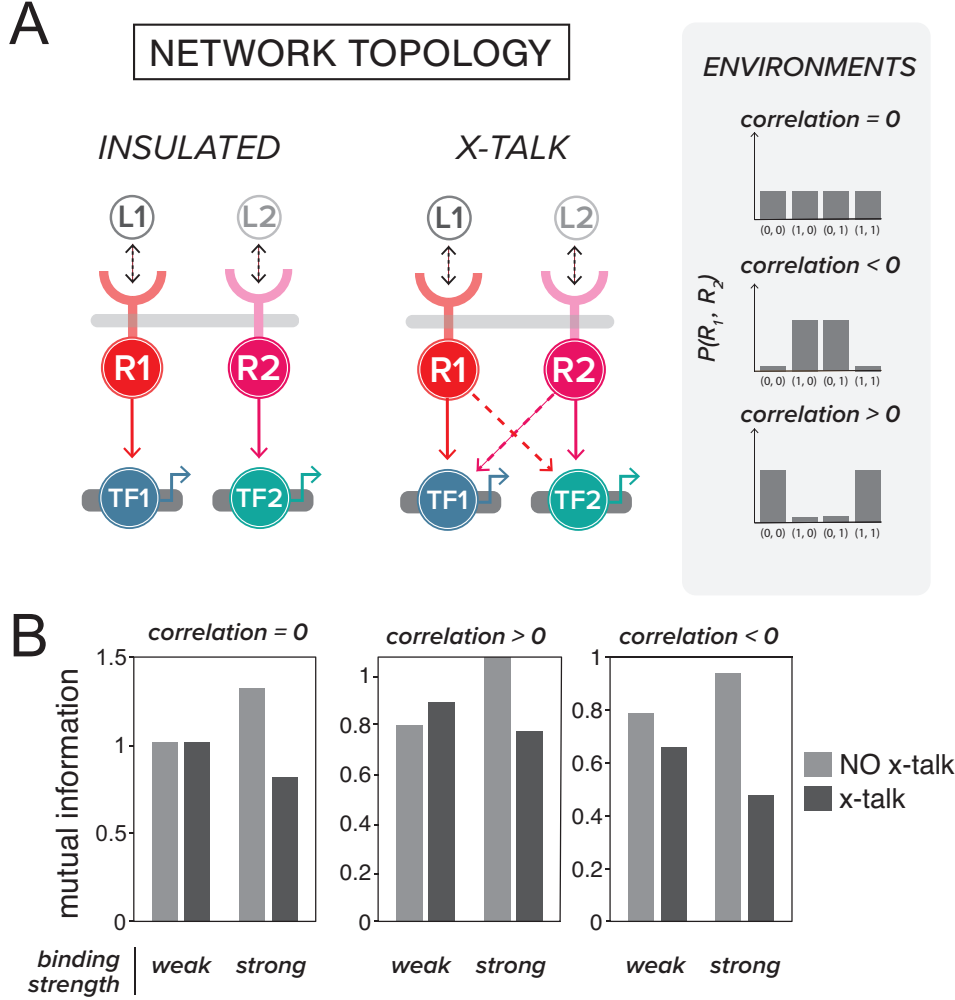 A
NETWORK TOPOLOGY
INSULATED
X-TALK
L1
L2
L1
L2
R1
R2
R1
R2
TF1
TF2
TF1
TF2
ENVIRONMENTS
P(R1, R2)
correlation = 0
(0, 0) (1, 0) (0, 1) (1, 1)
correlation < 0
(0, 0) (1, 0) (0, 1) (1, 1)
correlation > 0
(0, 0) (1, 0) (0, 1) (1, 1)
B
mutual information
correlation = 0
1.5
1
0.5
0
correlation > 0
1
0.8
0.6
0.4
0.2
0
correlation < 0
1
0.8
0.6
0.4
0.2
0
NO x-talk
x-talk
binding
strength
weak strong
weak strong
weak strong